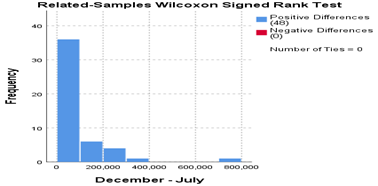 Related-Samples Wilcoxon Signed Rank Test
Positive Differences
(48)
Negative Differences
(0)
Number of Ties = 0
Frequency
40
30
20
10
0
0 200,000 400,000 600,000 800,000
December - July